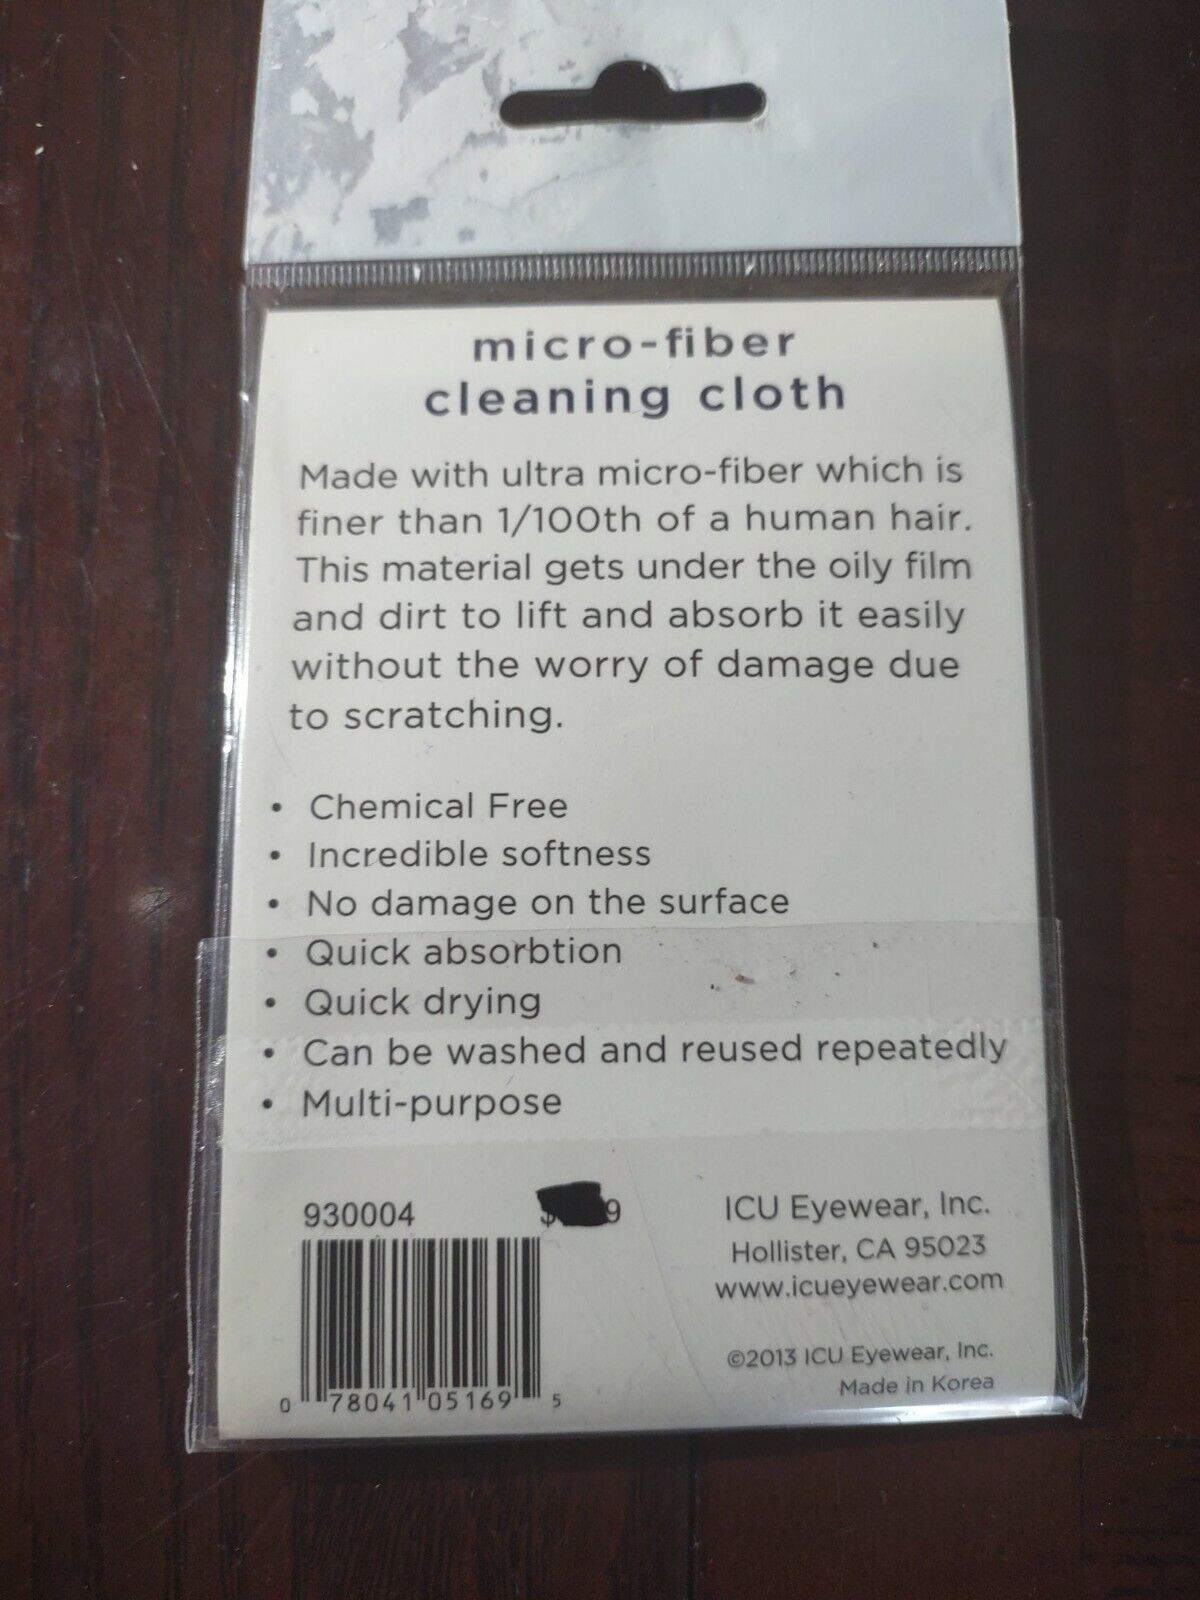 micro-fiber
cleaning cloth
Made with ultra micro-fiber which is
finer than 1/100th of a human hair.
This material gets under the oily film
and dirt to lift and absorb it easily
without the worry of damage due
to scratching.
• Chemical Free
• Incredible softness
• No damage on the surface
• Quick absorbtion
• Quick drying
• Can be washed and reused repeatedly
• Multi-purpose
930004
ICU Eyewear, Inc.
Hollister, CA 95023
www.icueyewear.com
©2013 ICU Eyewear, Inc.
Made in Korea
0 78041 05169 5